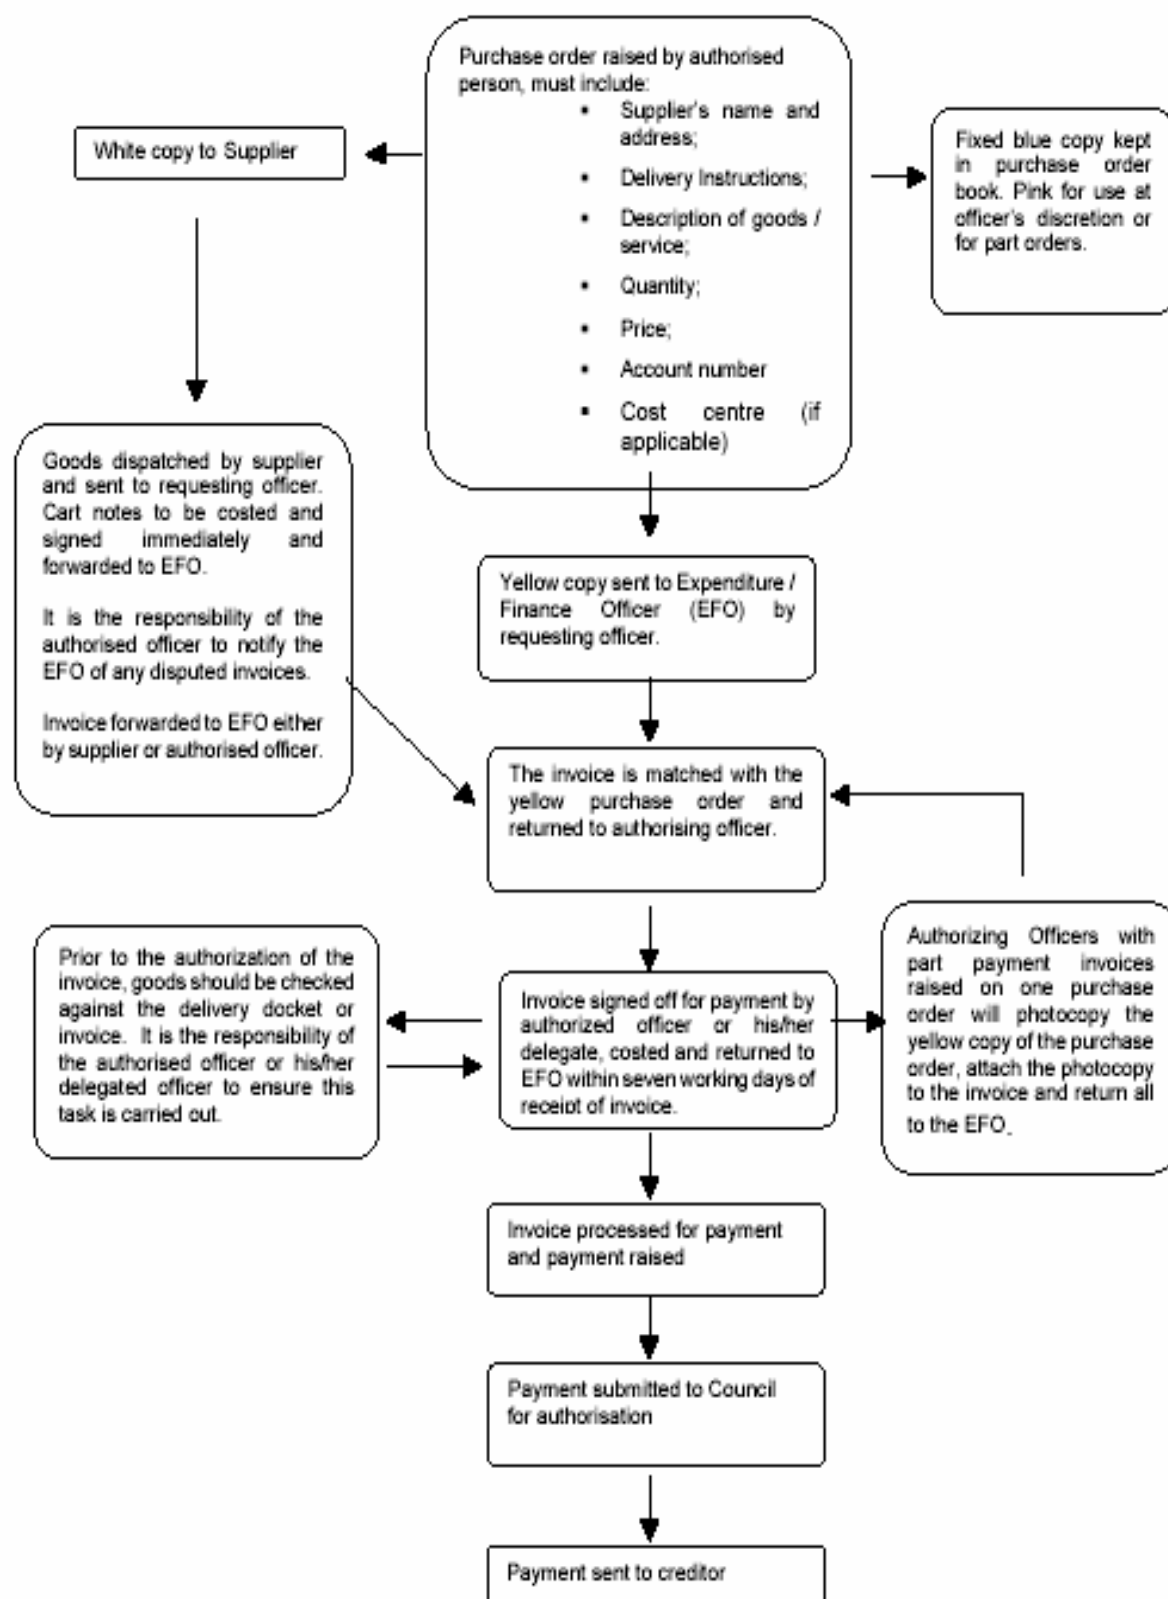 Purchase order raised by authorised
person, must include:
▪ Supplier's name and
address;
▪ Delivery Instructions;
▪ Description of goods /
service;
▪ Quantity;
▪ Price;
▪ Account number
▪ Cost centre (if
applicable)
White copy to Supplier
Fixed blue copy kept
in purchase order
book. Pink for use at
officer's discretion or
for part orders.
Goods dispatched by supplier
and sent to requesting officer.
Cart notes to be costed and
signed immediately and
forwarded to EFO.
It is the responsibility of the
authorised officer to notify the
EFO of any disputed invoices.
Invoice forwarded to EFO either
by supplier or authorised officer.
Yellow copy sent to Expenditure /
Finance Officer (EFO) by
requesting officer.
The invoice is matched with the
yellow purchase order and
returned to authorising officer.
Prior to the authorization of the
invoice, goods should be checked
against the delivery docket or
invoice. It is the responsibility of
the authorised officer or his/her
delegated officer to ensure this
task is carried out.
Invoice signed off for payment by
authorized officer or his/her
delegate, costed and returned to
EFO within seven working days of
receipt of invoice.
Authorizing Officers with
part payment invoices
raised on one purchase
order will photocopy the
yellow copy of the purchase
order, attach the photocopy
to the invoice and return all
to the EFO.
Invoice processed for payment
and payment raised
Payment submitted to Council
for authorisation
Payment sent to creditor